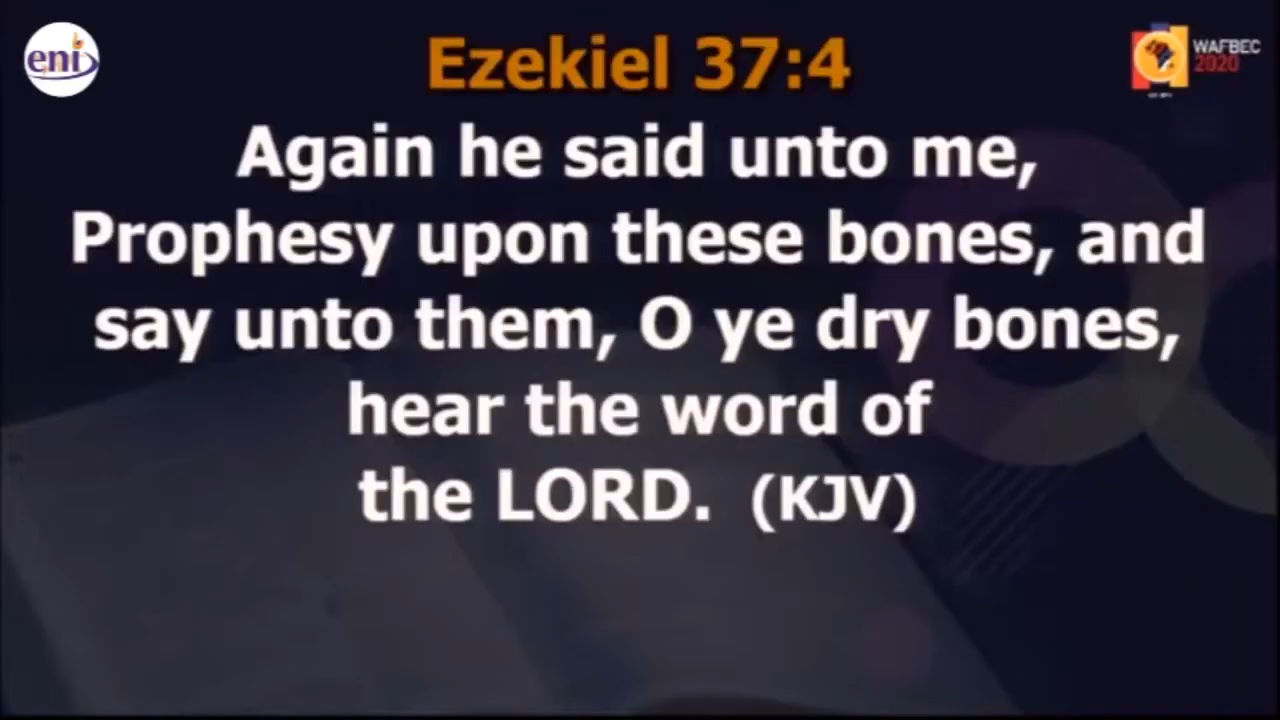 eni
WAFBEC
2020
Ezekiel 37:4
Again he said unto me,
Prophesy upon these bones, and
say unto them, O ye dry bones,
hear the word of
the LORD. (KJV)